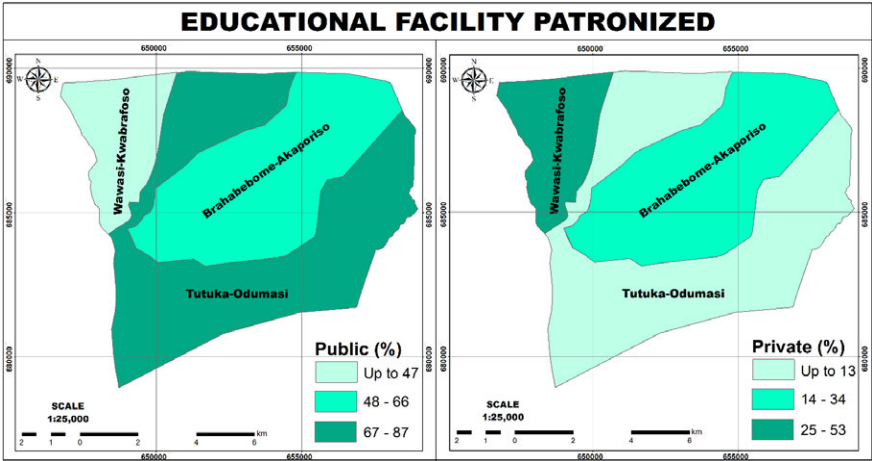 EDUCATIONAL FACILITY PATRONIZED
650000 655000
690000
N
W E
S
Wawasi-Kwabrafoso
Brahabebome-Akaporiso
685000
Tutuka-Odumasi
680000
Public (%)
Up to 47
48 - 66
67 - 87
SCALE
1:25,000
km
2 1 0 2 4 6
650000 655000
650000 655000
690000
N
W E
S
Wawasi-Kwabrafoso
Brahabebome-Akaporiso
685000
Tutuka-Odumasi
680000
Private (%)
Up to 13
14 - 34
25 - 53
SCALE
1:25,000
km
2 1 0 2 4 6
650000 655000